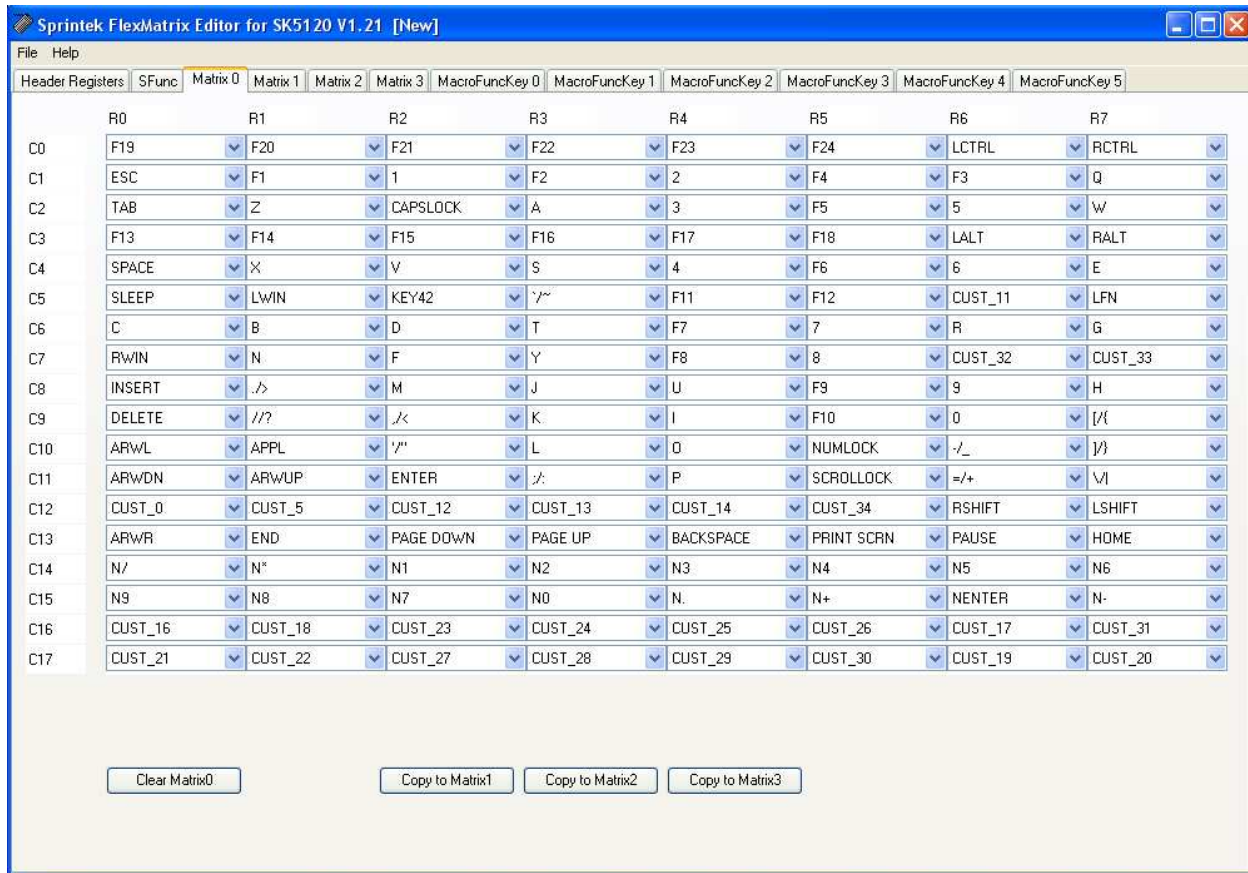 Sprintek FlexMatrix Editor for SK5120 V1.21 [New]
File Help
Header Registers SFunc Matrix 0 Matrix 1 Matrix 2 Matrix 3 MacroFuncKey 0 MacroFuncKey 1 MacroFuncKey 2 MacroFuncKey 3 MacroFuncKey 4 MacroFuncKey 5
R0 R1 R2 R3 R4 R5 R6 R7
C0 F19 F20 F21 F22 F23 F24 LCTRL RCTRL
C1 ESC F1 1 F2 2 F4 F3 Q
C2 TAB Z CAPSLOCK A 3 F5 5 W
C3 F13 F14 F15 F16 F17 F18 LALT RALT
C4 SPACE X V S 4 F6 6 E
C5 SLEEP LWIN KEY42 `/~ F11 F12 CUST_11 LFN
C6 C B D T F7 7 R G
C7 RWIN N F Y F8 8 CUST_32 CUST_33
C8 INSERT ./> M J U F9 9 H
C9 DELETE //? ,/< K I F10 0 [/{
C10 ARWL APPL '/" L O NUMLOCK -/_ ]/}
C11 ARWDN ARWUP ENTER ;/: P SCROLLOCK =/+ \/|
C12 CUST_0 CUST_5 CUST_12 CUST_13 CUST_14 CUST_34 RSHIFT LSHIFT
C13 ARWR END PAGE DOWN PAGE UP BACKSPACE PRINT SCRN PAUSE HOME
C14 N/ N* N1 N2 N3 N4 N5 N6
C15 N9 N8 N7 N0 N. N+ NENTER N-
C16 CUST_16 CUST_18 CUST_23 CUST_24 CUST_25 CUST_26 CUST_17 CUST_31
C17 CUST_21 CUST_22 CUST_27 CUST_28 CUST_29 CUST_30 CUST_19 CUST_20
Clear Matrix0 Copy to Matrix1 Copy to Matrix2 Copy to Matrix3